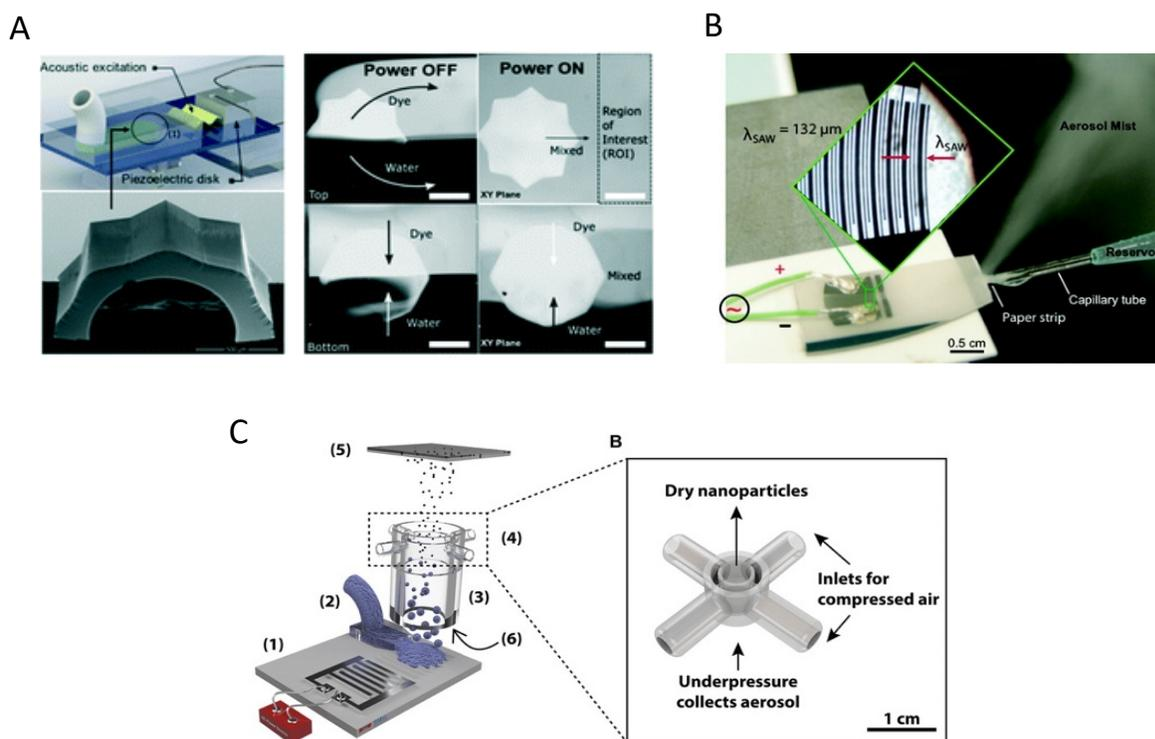 A
Acoustic excitation
(1)
Piezoelectric disk
Power OFF
Dye
Water
Top
Power ON
Mixed
Region
of
Interest
(ROI)
XY Plane
Dye
Water
Bottom
Dye
Mixed
Water
XY Plane
B
λSAW = 132 μm
λSAW
Aerosol Mist
Reservo
Capillary tube
Paper strip
+
~
−
0.5 cm
C
(5)
(4)
(2)
(3)
(1)
(6)
B
Dry nanoparticles
Inlets for
compressed air
Underpressure
collects aerosol
1 cm